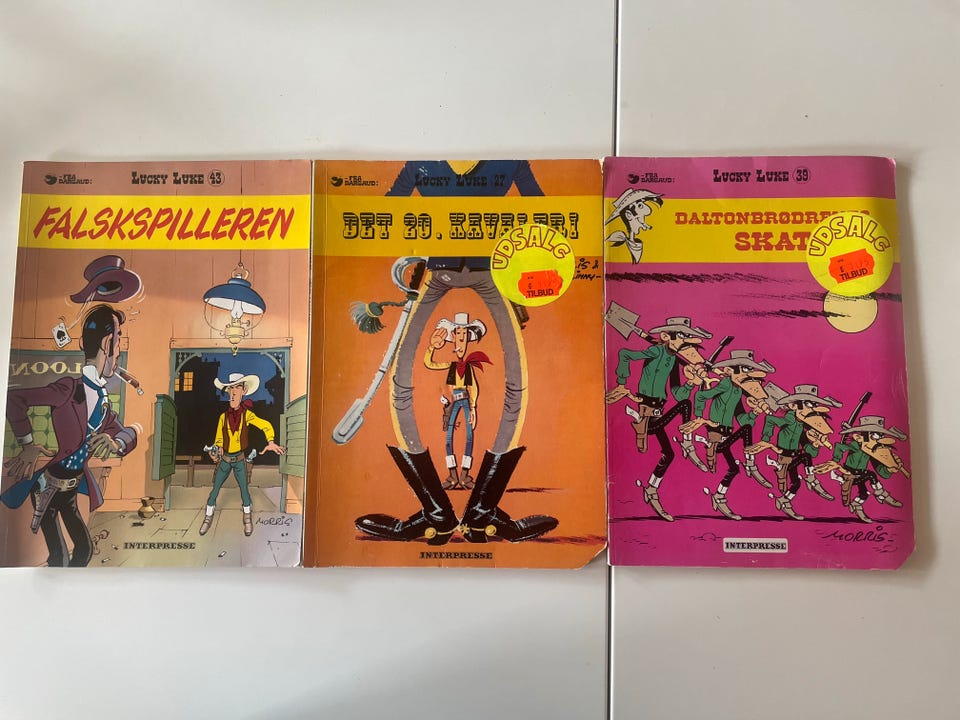 FRA
DARGAUD:
LUCKY LUKE 43
FALSKSPILLEREN
MORRIS
INTERPRESSE
FRA
DARGAUD:
LUCKY LUKE 27
DET 20. KAVALERI
UDSALG
TILBUD
INTERPRESSE
FRA
DARGAUD:
LUCKY LUKE 39
SKAT
UDSALG
TILBUD
MORRIS
INTERPRESSE